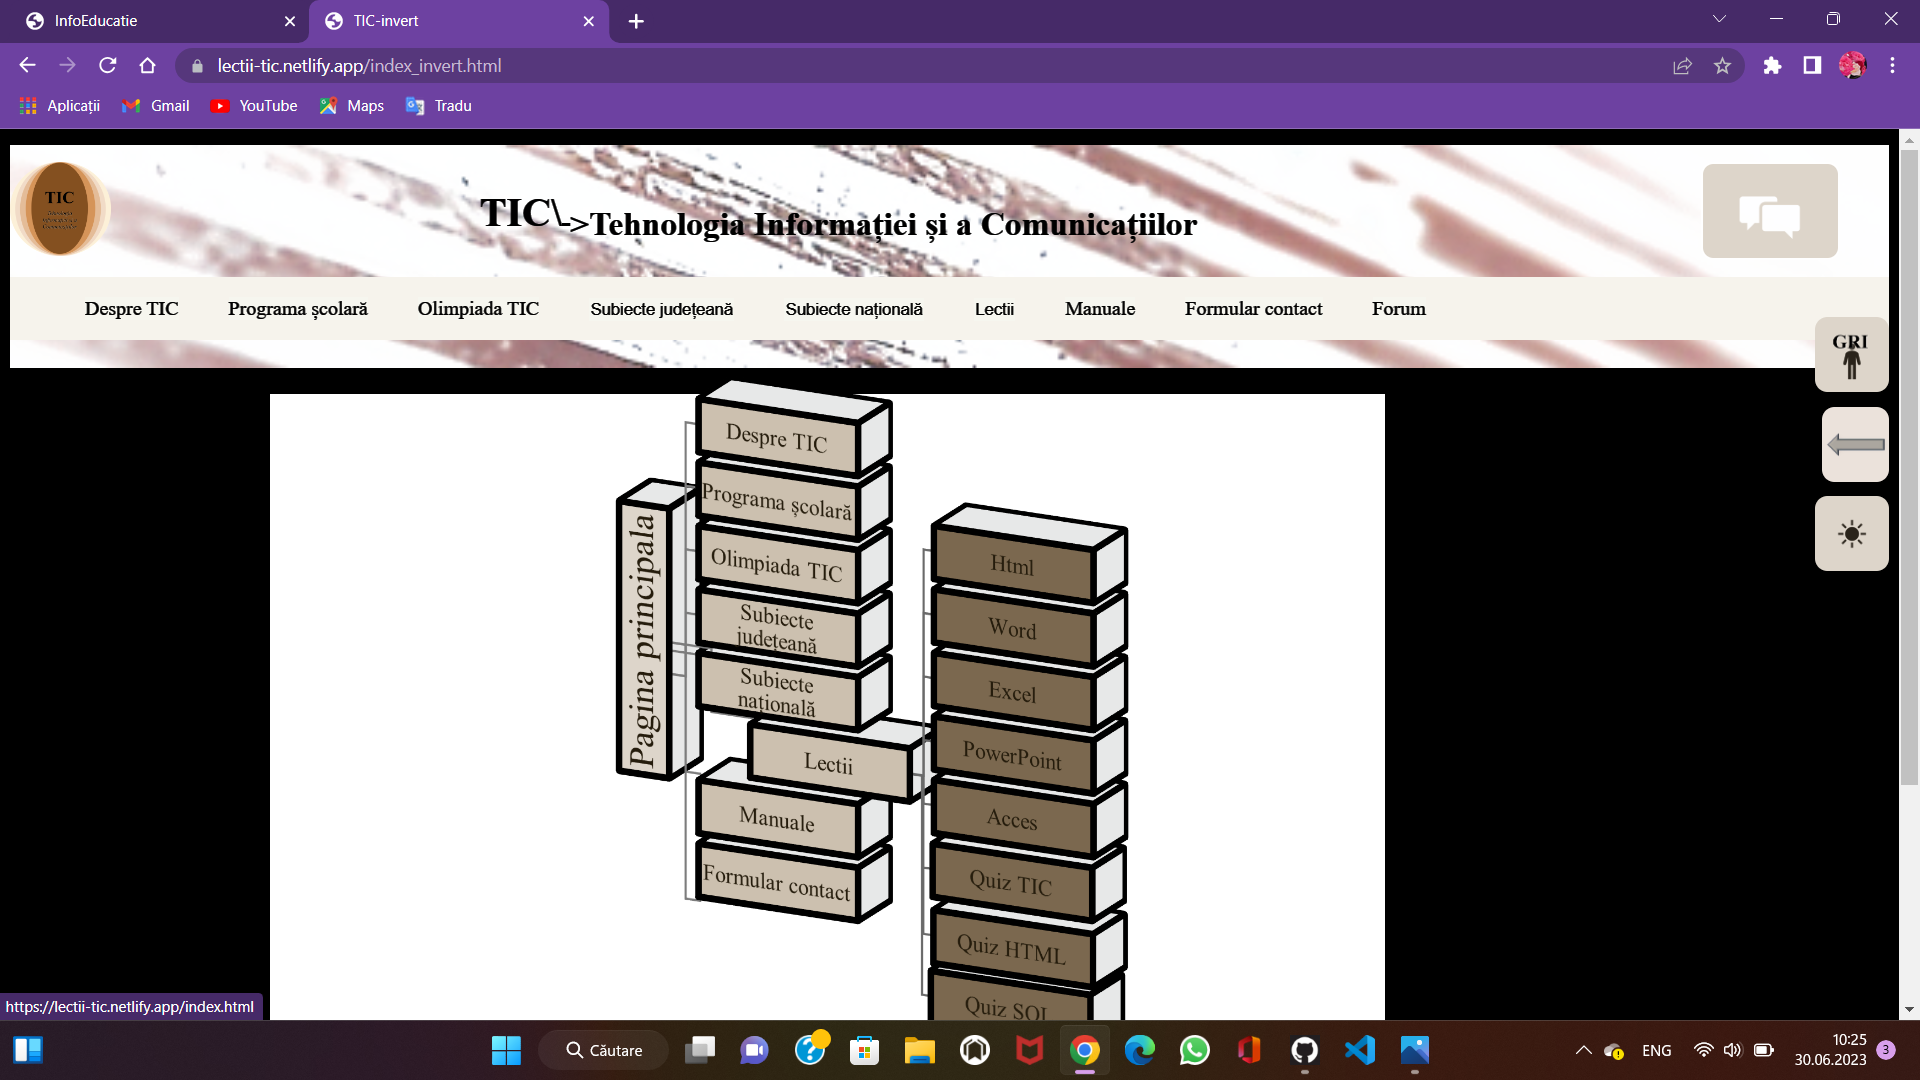 InfoEducatie
TIC-invert
lectii-tic.netlify.app/index_invert.html
Aplicații Gmail YouTube Maps Tradu
TIC
TIC\->Tehnologia Informației și a Comunicațiilor
Despre TIC Programa școlară Olimpiada TIC Subiecte județeană Subiecte națională Lectii Manuale Formular contact Forum
GRI
Pagina principala
Despre TIC
Programa școlară
Olimpiada TIC
Subiecte
județeană
Subiecte
națională
Lectii
Manuale
Formular contact
Html
Word
Excel
PowerPoint
Acces
Quiz TIC
Quiz HTML
Quiz SQL
https://lectii-tic.netlify.app/index.html
Căutare
ENG
10:25
30.06.2023
3